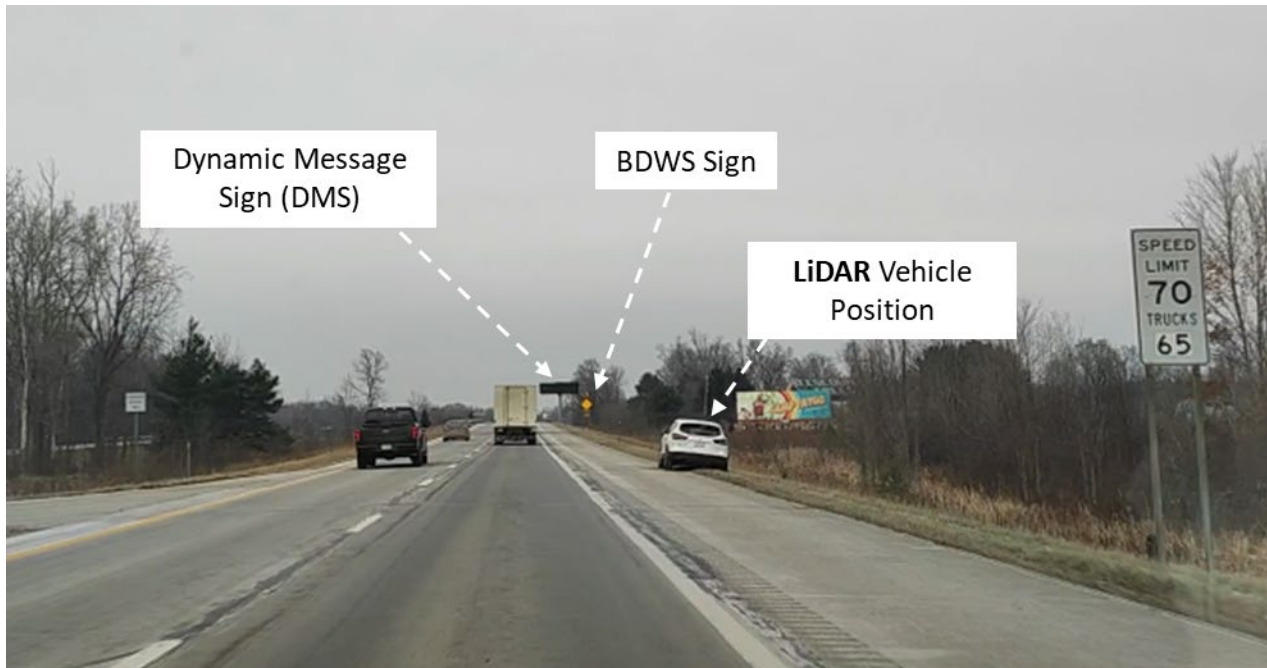 Dynamic Message
Sign (DMS)
BDWS Sign
LiDAR Vehicle
Position
SPEED
LIMIT
70
TRUCKS
65